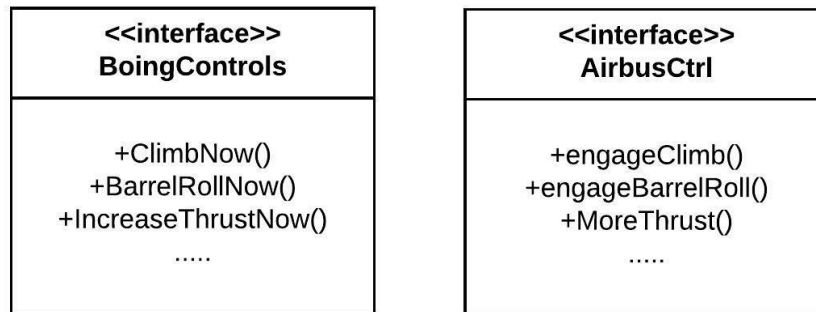 <<interface>>
BoingControls
+ClimbNow()
+BarrelRollNow()
+IncreaseThrustNow()
.....
<<interface>>
AirbusCtrl
+engageClimb()
+engageBarrelRoll()
+MoreThrust()
.....